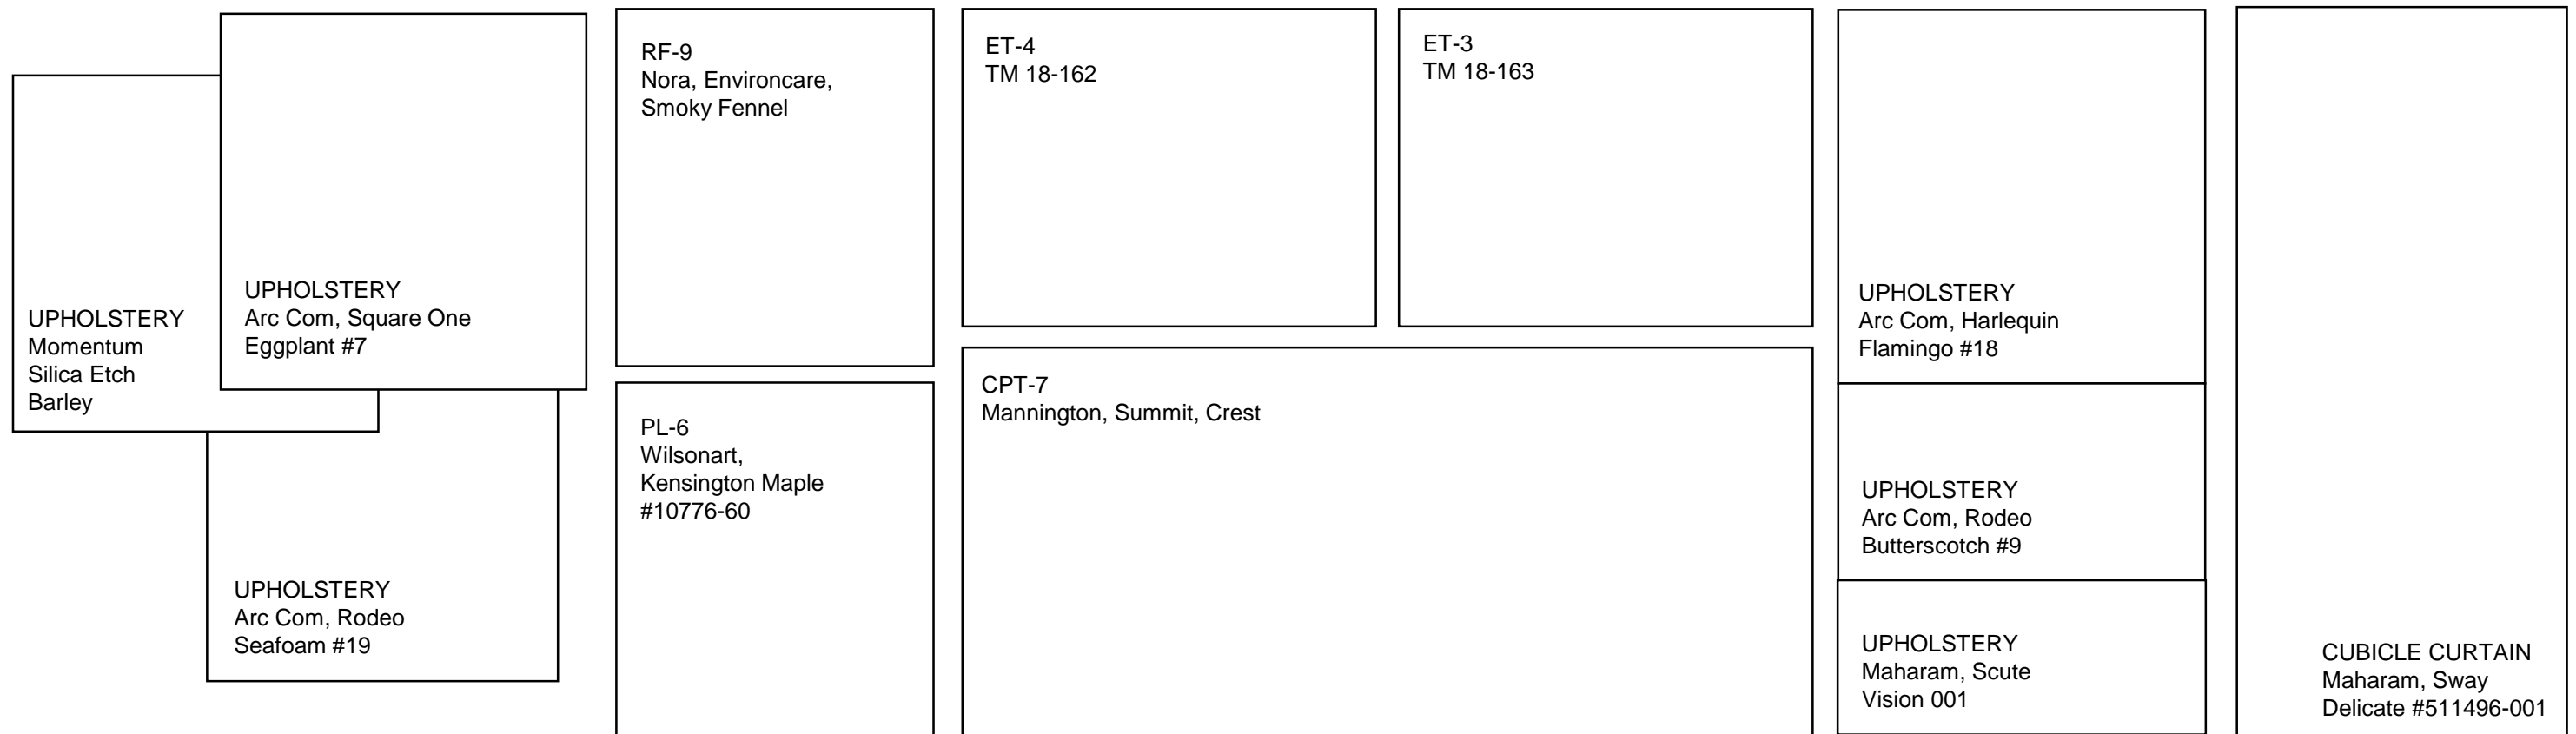 UPHOLSTERY
Momentum
Silica Etch
Barley
UPHOLSTERY
Arc Com, Square One
Eggplant #7
UPHOLSTERY
Arc Com, Rodeo
Seafoam #19
RF-9
Nora, Environcare,
Smoky Fennel
PL-6
Wilsonart,
Kensington Maple
#10776-60
ET-4
TM 18-162
ET-3
TM 18-163
CPT-7
Mannington, Summit, Crest
UPHOLSTERY
Arc Com, Harlequin
Flamingo #18
UPHOLSTERY
Arc Com, Rodeo
Butterscotch #9
UPHOLSTERY
Maharam, Scute
Vision 001
CUBICLE CURTAIN
Maharam, Sway
Delicate #511496-001